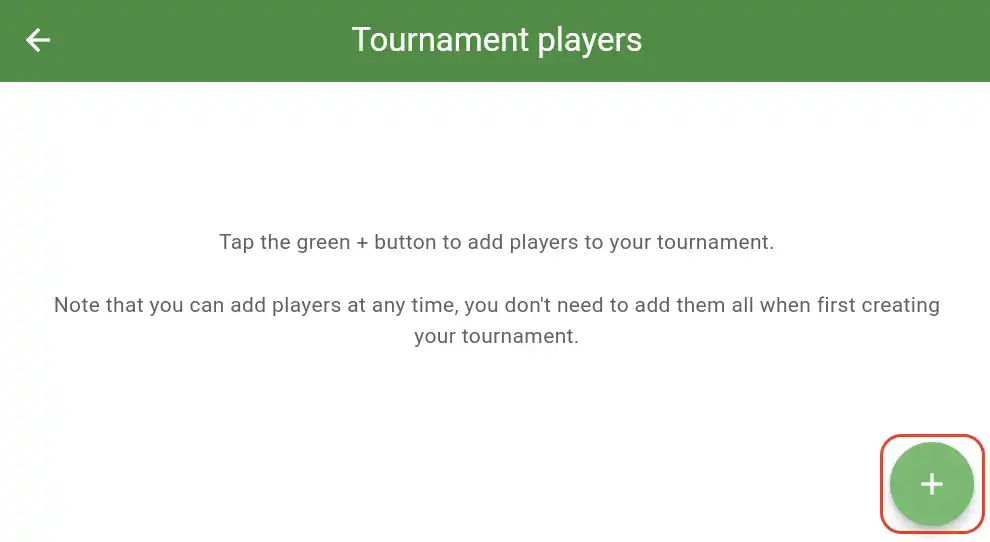 Tournament players
Tap the green + button to add players to your tournament.
Note that you can add players at any time, you don't need to add them all when first creating
your tournament.
+